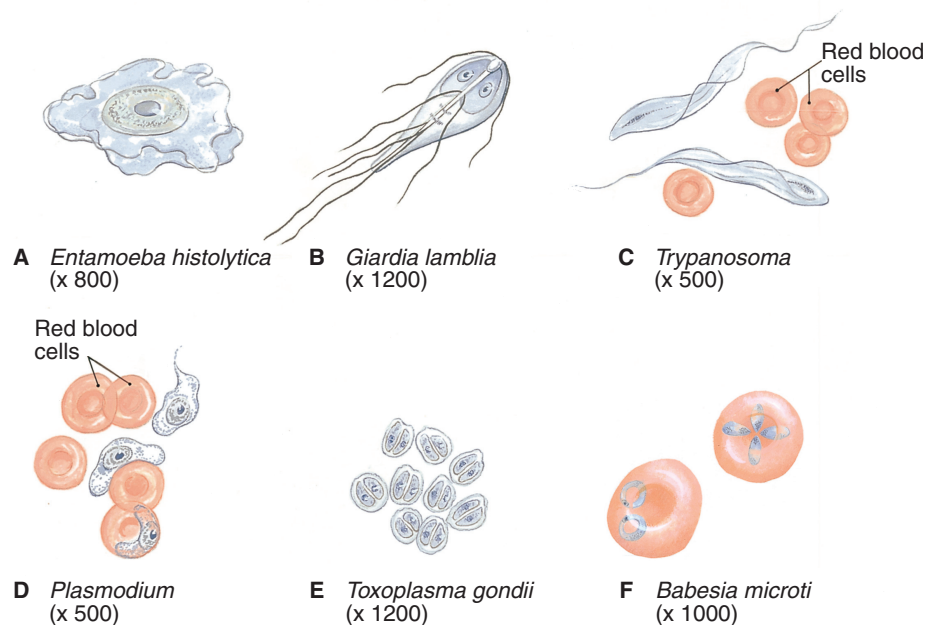 Red blood
cells
A Entamoeba histolytica
(x 800)
B Giardia lamblia
(x 1200)
C Trypanosoma
(x 500)
Red blood
cells
D Plasmodium
(x 500)
E Toxoplasma gondii
(x 1200)
F Babesia microti
(x 1000)